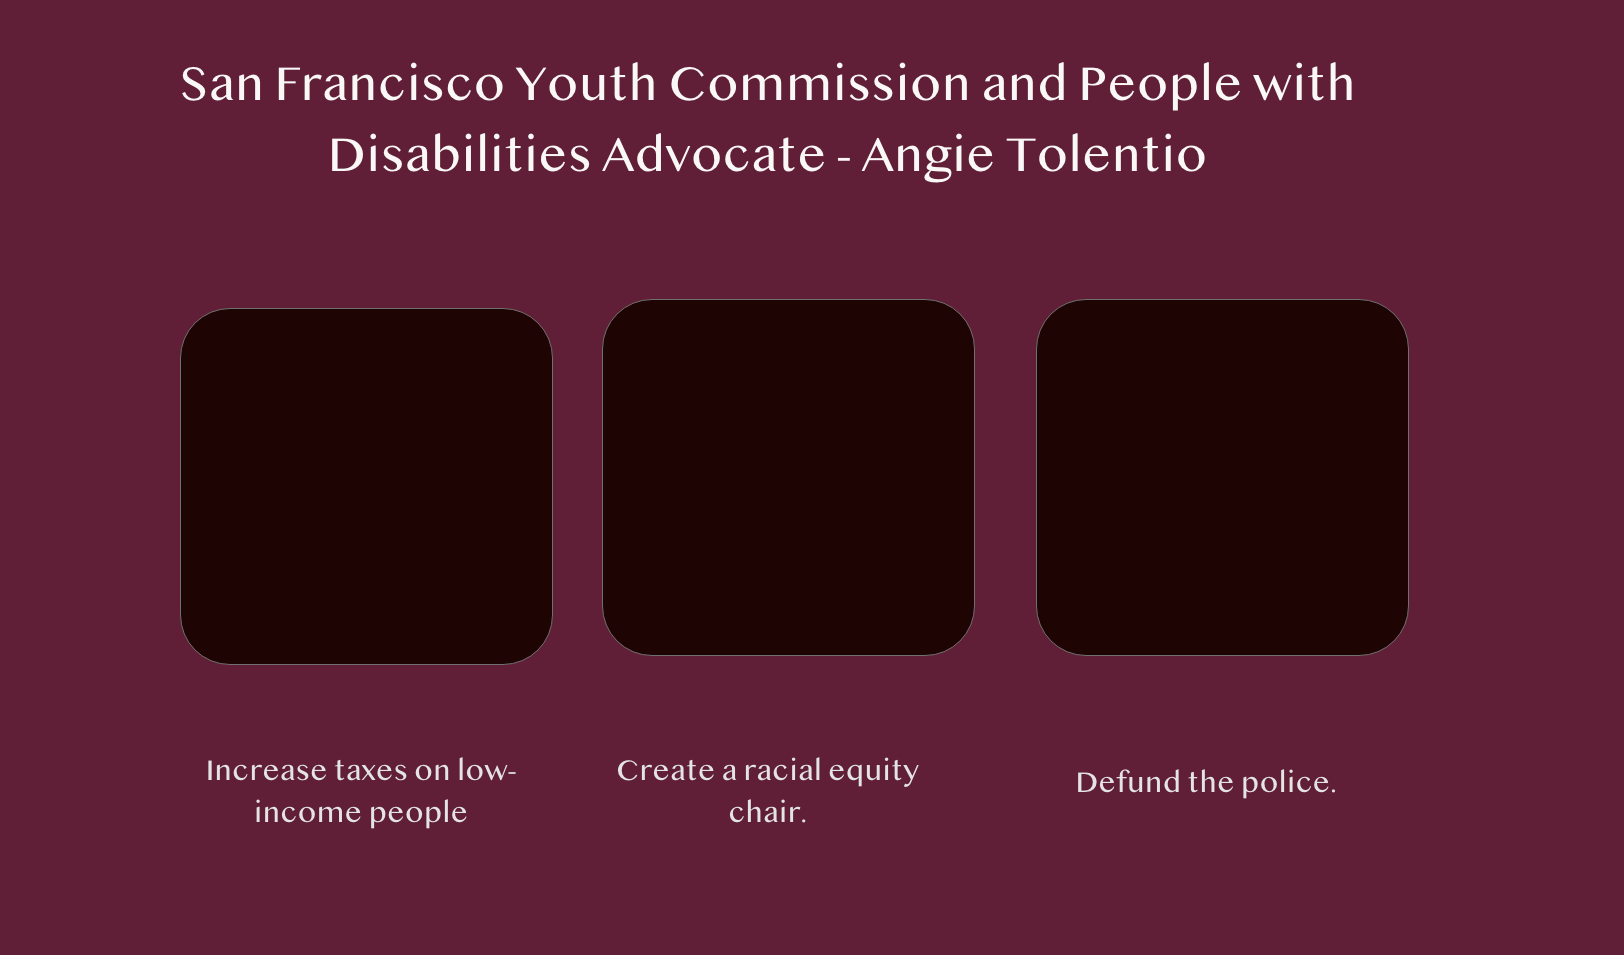 San Francisco Youth Commission and People with
Disabilities Advocate - Angie Tolentio
Increase taxes on low-
income people
Create a racial equity
chair.
Defund the police.